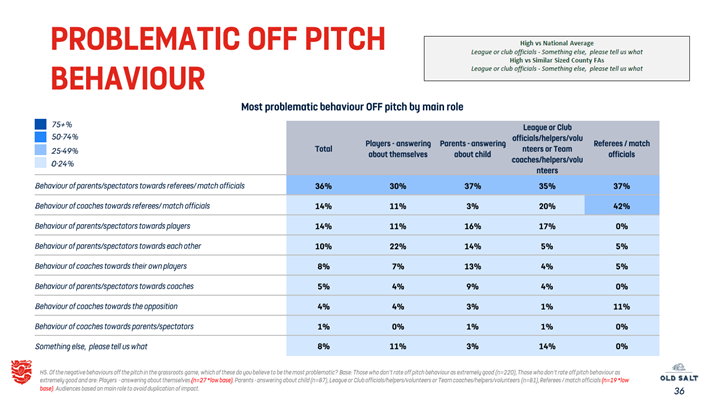 PROBLEMATIC OFF PITCH
BEHAVIOUR
High vs National Average
League or club officials - Something else, please tell us what
High vs Similar Sized County FAs
League or club officials - Something else, please tell us what
Most problematic behaviour OFF pitch by main role
75+%
50-74%
25-49%
0-24%
Total
Players - answering
about themselves
Parents - answering
about child
League or Club
officials/helpers/volu
nteers or Team
coaches/helpers/volu
nteers
Referees / match
officials
Behaviour of parents/spectators towards referees/ match officials 36% 30% 37% 35% 37%
Behaviour of coaches towards referees/ match officials 14% 11% 3% 20% 42%
Behaviour of parents/spectators towards players 14% 11% 16% 17% 0%
Behaviour of parents/spectators towards each other 10% 22% 14% 5% 5%
Behaviour of coaches towards their own players 8% 7% 13% 4% 5%
Behaviour of parents/spectators towards coaches 5% 4% 9% 4% 0%
Behaviour of coaches towards the opposition 4% 4% 3% 1% 11%
Behaviour of coaches towards parents/spectators 1% 0% 1% 1% 0%
Something else, please tell us what 8% 11% 3% 14% 0%
H5. Of the negative behaviours off the pitch in the grassroots game, which of these do you believe to be the most problematic? Base: Those who don't rate off pitch behaviour as extremely good (n=220), Those who don't rate off pitch behaviour as
extremely good and are: Players - answering about themselves (n=27 *low base), Parents - answering about child (n=87), League or Club officials/helpers/volunteers or Team coaches/helpers/volunteers (n=81), Referees / match officials (n=19 *low
base). Audiences based on main role to avoid duplication of impact.
OLD SALT
36